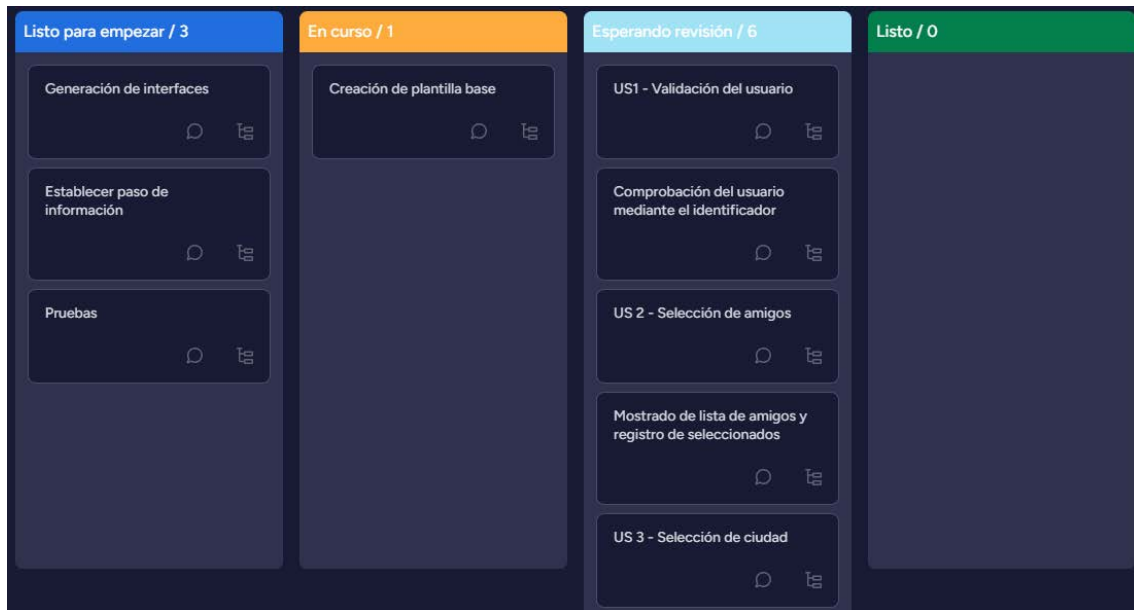 Listo para empezar / 3
Generación de interfaces
Establecer paso de
información
Pruebas
En curso / 1
Creación de plantilla base
Esperando revisión / 6
US1 - Validación del usuario
Comprobación del usuario
mediante el identificador
US 2 - Selección de amigos
Mostrado de lista de amigos y
registro de seleccionados
US 3 - Selección de ciudad
Listo / 0